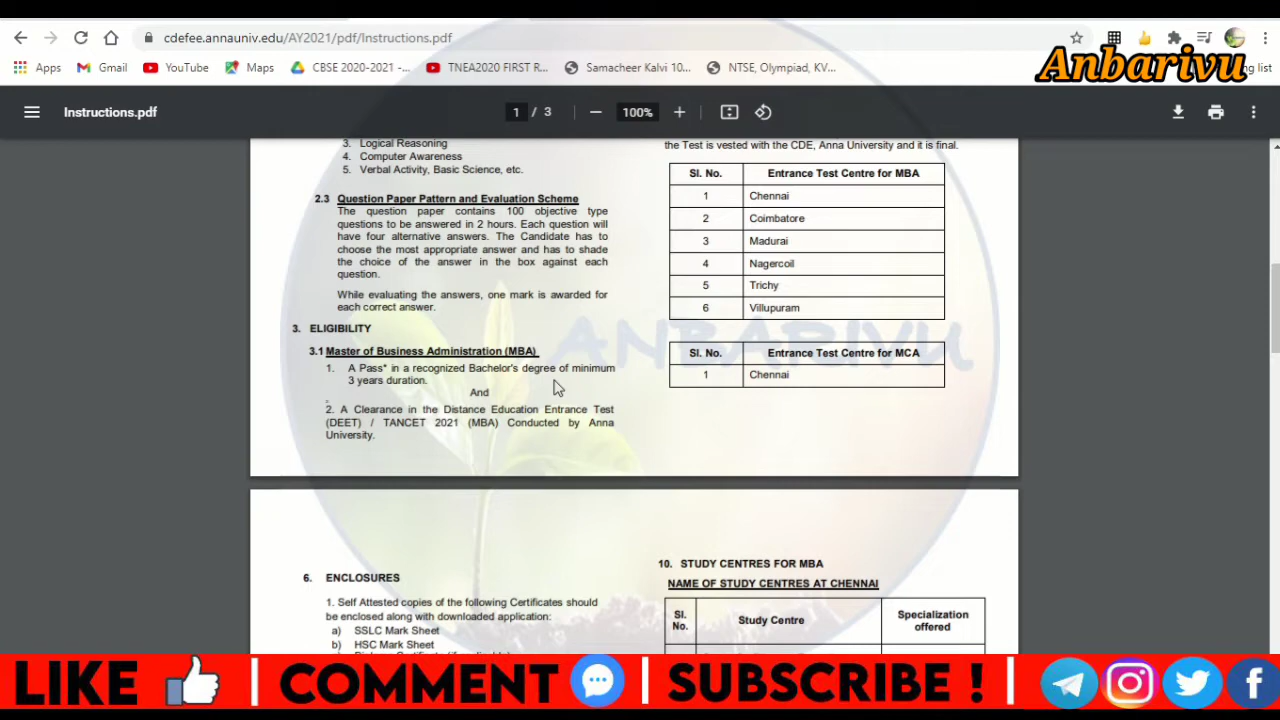 cdefee.annauniv.edu/AY2021/pdf/Instructions.pdf
Apps
Gmail
YouTube
Maps
CBSE 2020-2021 -...
TNEA2020 FIRST R...
Samacheer Kalvi 10...
NTSE, Olympiad, KV...
ng list
Anbarivu
Instructions.pdf
1 / 3
100%
3. Logical Reasoning
4. Computer Awareness
5. Verbal Activity, Basic Science, etc.
2.3 Question Paper Pattern and Evaluation Scheme
The question paper contains 100 objective type
questions to be answered in 2 hours. Each question will
have four alternative answers. The Candidate has to
choose the most appropriate answer and has to shade
the choice of the answer in the box against each
question.
While evaluating the answers, one mark is awarded for
each correct answer.
3. ELIGIBILITY
3.1 Master of Business Administration (MBA)
1. A Pass* in a recognized Bachelor's degree of minimum
3 years duration.
And
2. A Clearance in the Distance Education Entrance Test
(DEET) / TANCET 2021 (MBA) Conducted by Anna
University.
the Test is vested with the CDE, Anna University and it is final.
Sl. No. Entrance Test Centre for MBA
1 Chennai
2 Coimbatore
3 Madurai
4 Nagercoil
5 Trichy
6 Villupuram
ANBARIVU
Sl. No. Entrance Test Centre for MCA
1 Chennai
6. ENCLOSURES
1. Self Attested copies of the following Certificates should
be enclosed along with downloaded application:
a) SSLC Mark Sheet
b) HSC Mark Sheet
10. STUDY CENTRES FOR MBA
NAME OF STUDY CENTRES AT CHENNAI
Sl. No. Study Centre Specialization offered
LIKE | COMMENT | SUBSCRIBE ! |